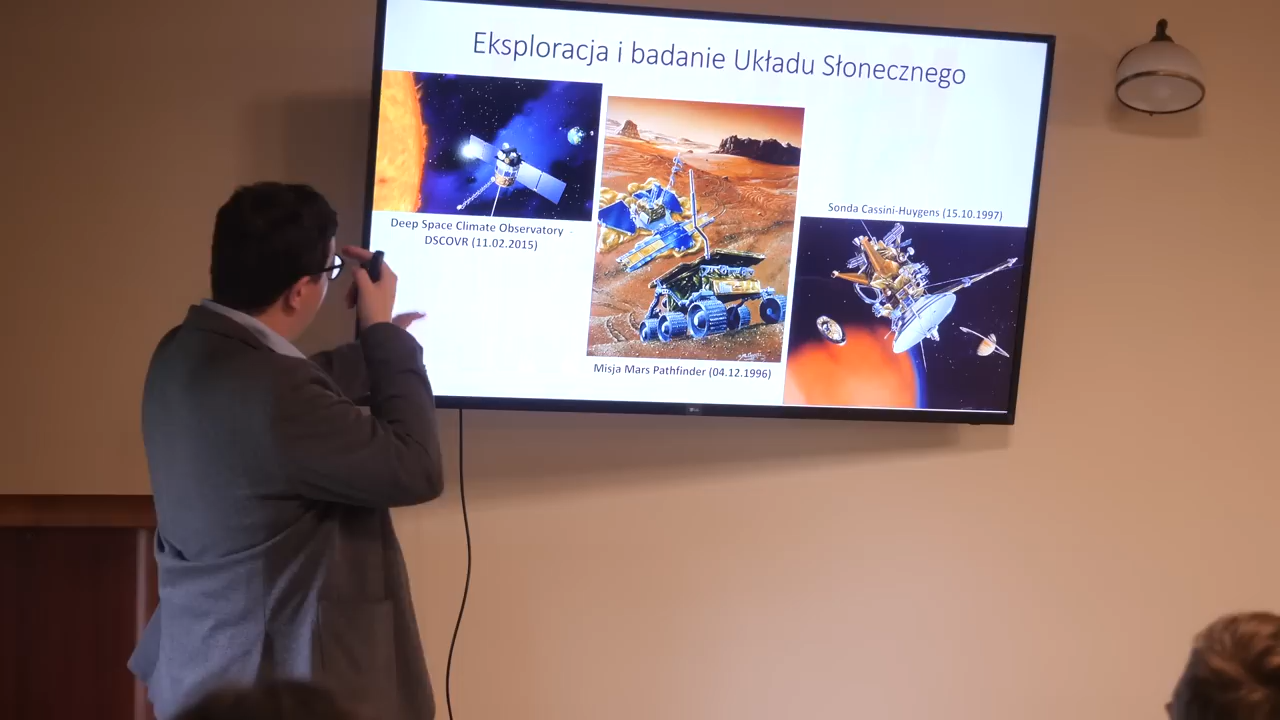 Eksploracja i badanie Układu Słonecznego
Deep Space Climate Observatory -
DSCOVR (11.02.2015)
Misja Mars Pathfinder (04.12.1996)
Sonda Cassini-Huygens (15.10.1997)
LG